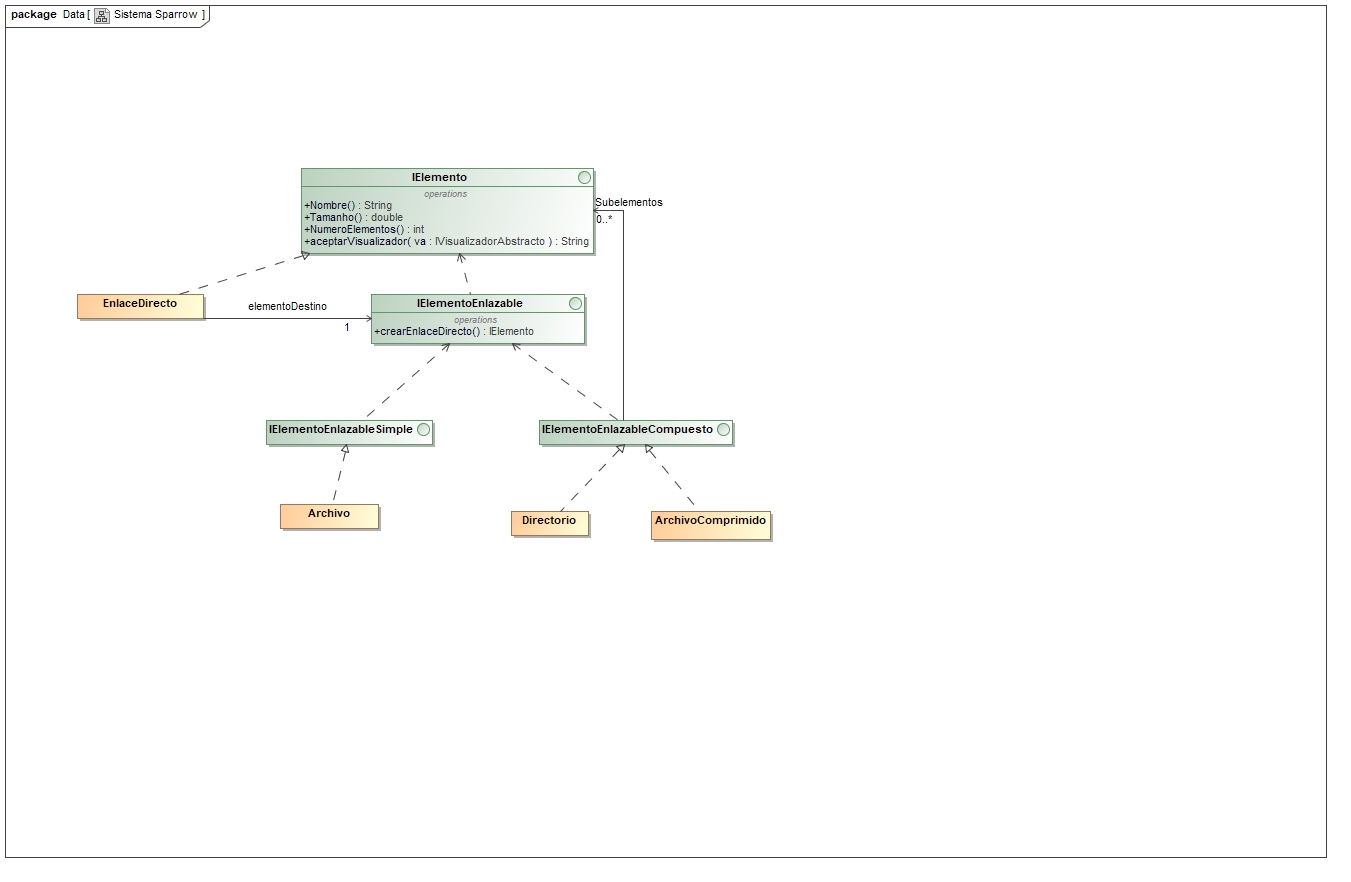 package Data [ Sistema Sparrow ]
IElemento
operations
+Nombre() : String
+Tamanho() : double
+NumeroElementos() : int
+aceptarVisualizador( va : IVisualizadorAbstracto ) : String
Subelementos
0..*
EnlaceDirecto
elementoDestino
1
IElementoEnlazable
operations
+crearEnlaceDirecto() : IElemento
IElementoEnlazableSimple
IElementoEnlazableCompuesto
Archivo
Directorio
ArchivoComprimido